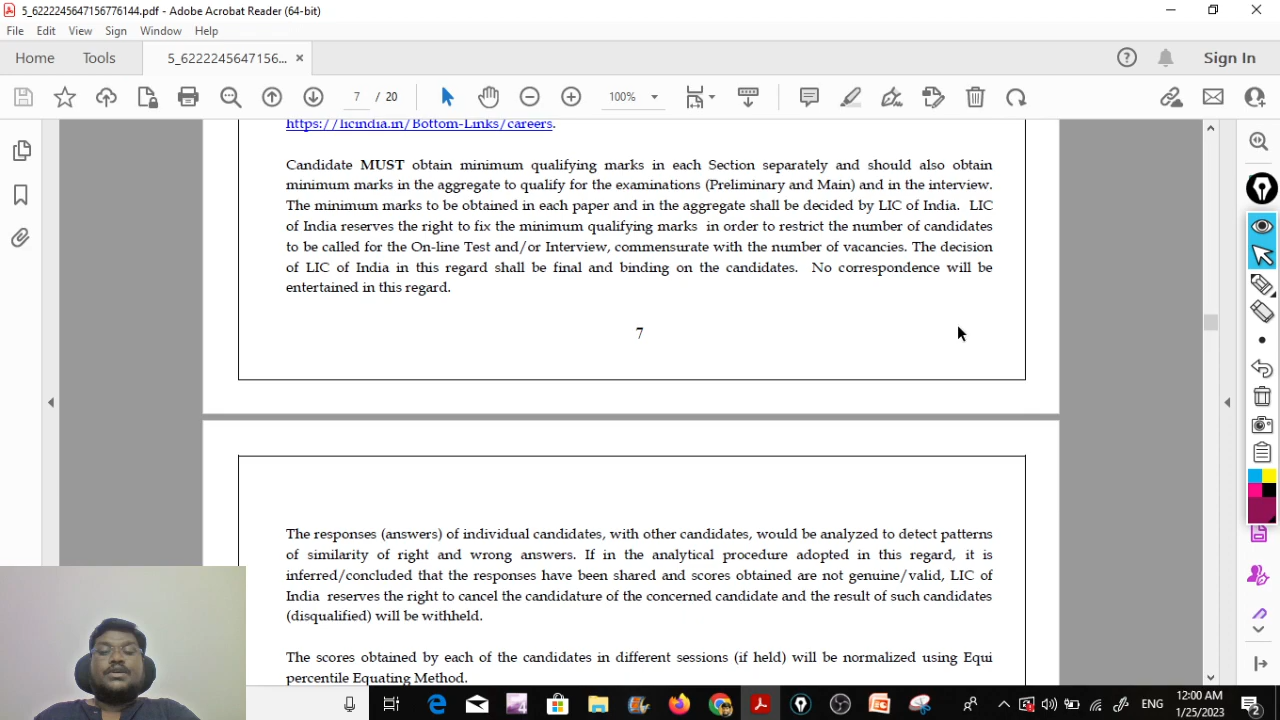 5_6222245647156776144.pdf - Adobe Acrobat Reader (64-bit)
File Edit View Sign Window Help
Home Tools 5_6222245647156... Sign In
7 / 20 100%
https://licindia.in/Bottom-Links/careers.
Candidate MUST obtain minimum qualifying marks in each Section separately and should also obtain
minimum marks in the aggregate to qualify for the examinations (Preliminary and Main) and in the interview.
The minimum marks to be obtained in each paper and in the aggregate shall be decided by LIC of India. LIC
of India reserves the right to fix the minimum qualifying marks in order to restrict the number of candidates
to be called for the On-line Test and/or Interview, commensurate with the number of vacancies. The decision
of LIC of India in this regard shall be final and binding on the candidates. No correspondence will be
entertained in this regard.
7
The responses (answers) of individual candidates, with other candidates, would be analyzed to detect patterns
of similarity of right and wrong answers. If in the analytical procedure adopted in this regard, it is
inferred/concluded that the responses have been shared and scores obtained are not genuine/valid, LIC of
India reserves the right to cancel the candidature of the concerned candidate and the result of such candidates
(disqualified) will be withheld.
The scores obtained by each of the candidates in different sessions (if held) will be normalized using Equi
percentile Equating Method.
ENG
12:00 AM
1/25/2023
2